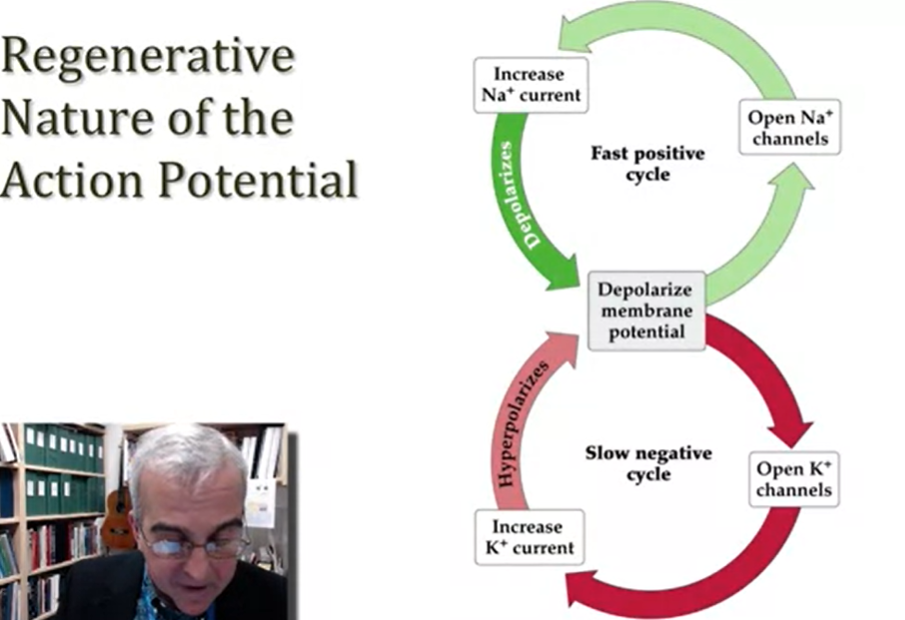 Regenerative
Nature of the
Action Potential
Increase
Na⁺ current
Open Na⁺
channels
Fast positive
cycle
Depolarizes
Depolarize
membrane
potential
Hyperpolarizes
Slow negative
cycle
Open K⁺
channels
Increase
K⁺ current